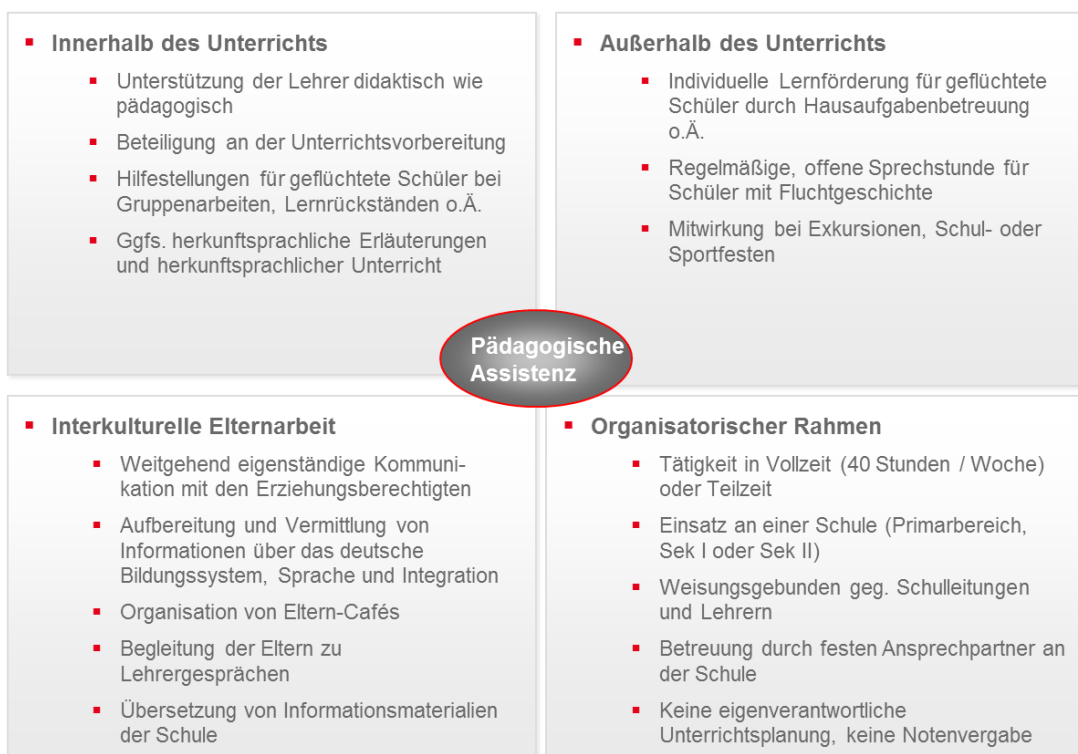 Innerhalb des Unterrichts
Unterstützung der Lehrer didaktisch wie
pädagogisch
Beteiligung an der Unterrichtsvorbereitung
Hilfestellungen für geflüchtete Schüler bei
Gruppenarbeiten, Lernrückständen o.Ä.
Ggfs. herkunftsprachliche Erläuterungen
und herkunftsprachlicher Unterricht
Außerhalb des Unterrichts
Individuelle Lernförderung für geflüchtete
Schüler durch Hausaufgabenbetreuung
o.Ä.
Regelmäßige, offene Sprechstunde für
Schüler mit Fluchtgeschichte
Mitwirkung bei Exkursionen, Schul- oder
Sportfesten
Pädagogische
Assistenz
Interkulturelle Elternarbeit
Weitgehend eigenständige Kommuni-
kation mit den Erziehungsberechtigten
Aufbereitung und Vermittlung von
Informationen über das deutsche
Bildungssystem, Sprache und Integration
Organisation von Eltern-Cafés
Begleitung der Eltern zu
Lehrergesprächen
Übersetzung von Informationsmaterialien
der Schule
Organisatorischer Rahmen
Tätigkeit in Vollzeit (40 Stunden / Woche)
oder Teilzeit
Einsatz an einer Schule (Primarbereich,
Sek I oder Sek II)
Weisungsgebunden geg. Schulleitungen
und Lehrern
Betreuung durch festen Ansprechpartner an
der Schule
Keine eigenverantwortliche
Unterrichtsplanung, keine Notenvergabe